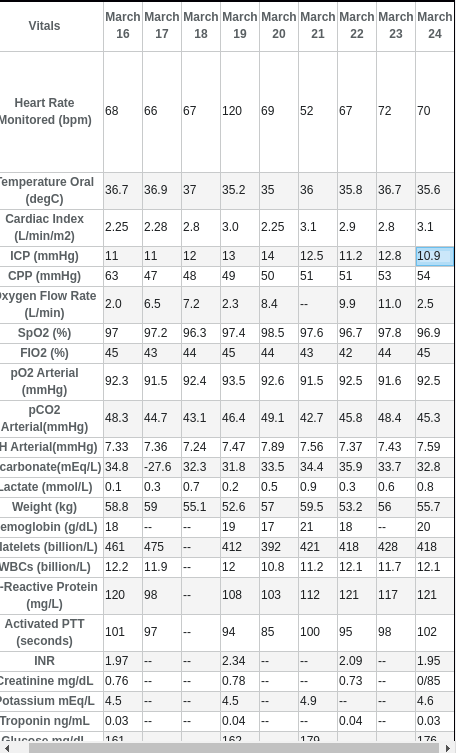 Vitals March 16 March 17 March 18 March 19 March 20 March 21 March 22 March 23 March 24
Heart Rate
Monitored (bpm) 68 66 67 120 69 52 67 72 70
emperature Oral
(degC) 36.7 36.9 37 35.2 35 36 35.8 36.7 35.6
Cardiac Index
(L/min/m2) 2.25 2.28 2.8 3.0 2.25 3.1 2.9 2.8 3.1
ICP (mmHg) 11 11 12 13 14 12.5 11.2 12.8 10.9
CPP (mmHg) 63 47 48 49 50 51 51 53 54
xygen Flow Rate
(L/min) 2.0 6.5 7.2 2.3 8.4 -- 9.9 11.0 2.5
SpO2 (%) 97 97.2 96.3 97.4 98.5 97.6 96.7 97.8 96.9
FIO2 (%) 45 43 44 45 44 43 42 44 45
pO2 Arterial
(mmHg) 92.3 91.5 92.4 93.5 92.6 91.5 92.5 91.6 92.5
pCO2
Arterial(mmHg) 48.3 44.7 43.1 46.4 49.1 42.7 45.8 48.4 45.3
H Arterial(mmHg) 7.33 7.36 7.24 7.47 7.89 7.56 7.37 7.43 7.59
carbonate(mEq/L) 34.8 -27.6 32.3 31.8 33.5 34.4 35.9 33.7 32.8
Lactate (mmol/L) 0.1 0.3 0.7 0.2 0.5 0.9 0.3 0.6 0.8
Weight (kg) 58.8 59 55.1 52.6 57 59.5 53.2 56 55.7
emoglobin (g/dL) 18 -- -- 19 17 21 18 -- 20
latelets (billion/L) 461 475 -- 412 392 421 418 428 418
WBCs (billion/L) 12.2 11.9 -- 12 10.8 11.2 12.1 11.7 12.1
-Reactive Protein
(mg/L) 120 98 -- 108 103 112 121 117 121
Activated PTT
(seconds) 101 97 -- 94 85 100 95 98 102
INR 1.97 -- -- 2.34 -- -- 2.09 -- 1.95
Creatinine mg/dL 0.76 -- -- 0.78 -- -- 0.73 -- 0/85
Potassium mEq/L 4.5 -- -- 4.5 -- 4.9 -- -- 4.6
Troponin ng/mL 0.03 -- -- 0.04 -- -- 0.04 -- 0.03
Glucose mg/dL 161 -- -- 162 -- 179 -- -- 176